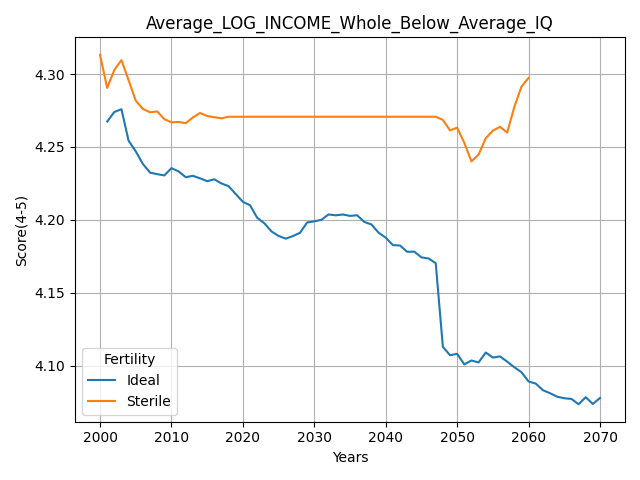 Average_LOG_INCOME_Whole_Below_Average_IQ
Score(4-5)
4.30
4.25
4.20
4.15
4.10
Fertility
Ideal
Sterile
2000 2010 2020 2030 2040 2050 2060 2070
Years